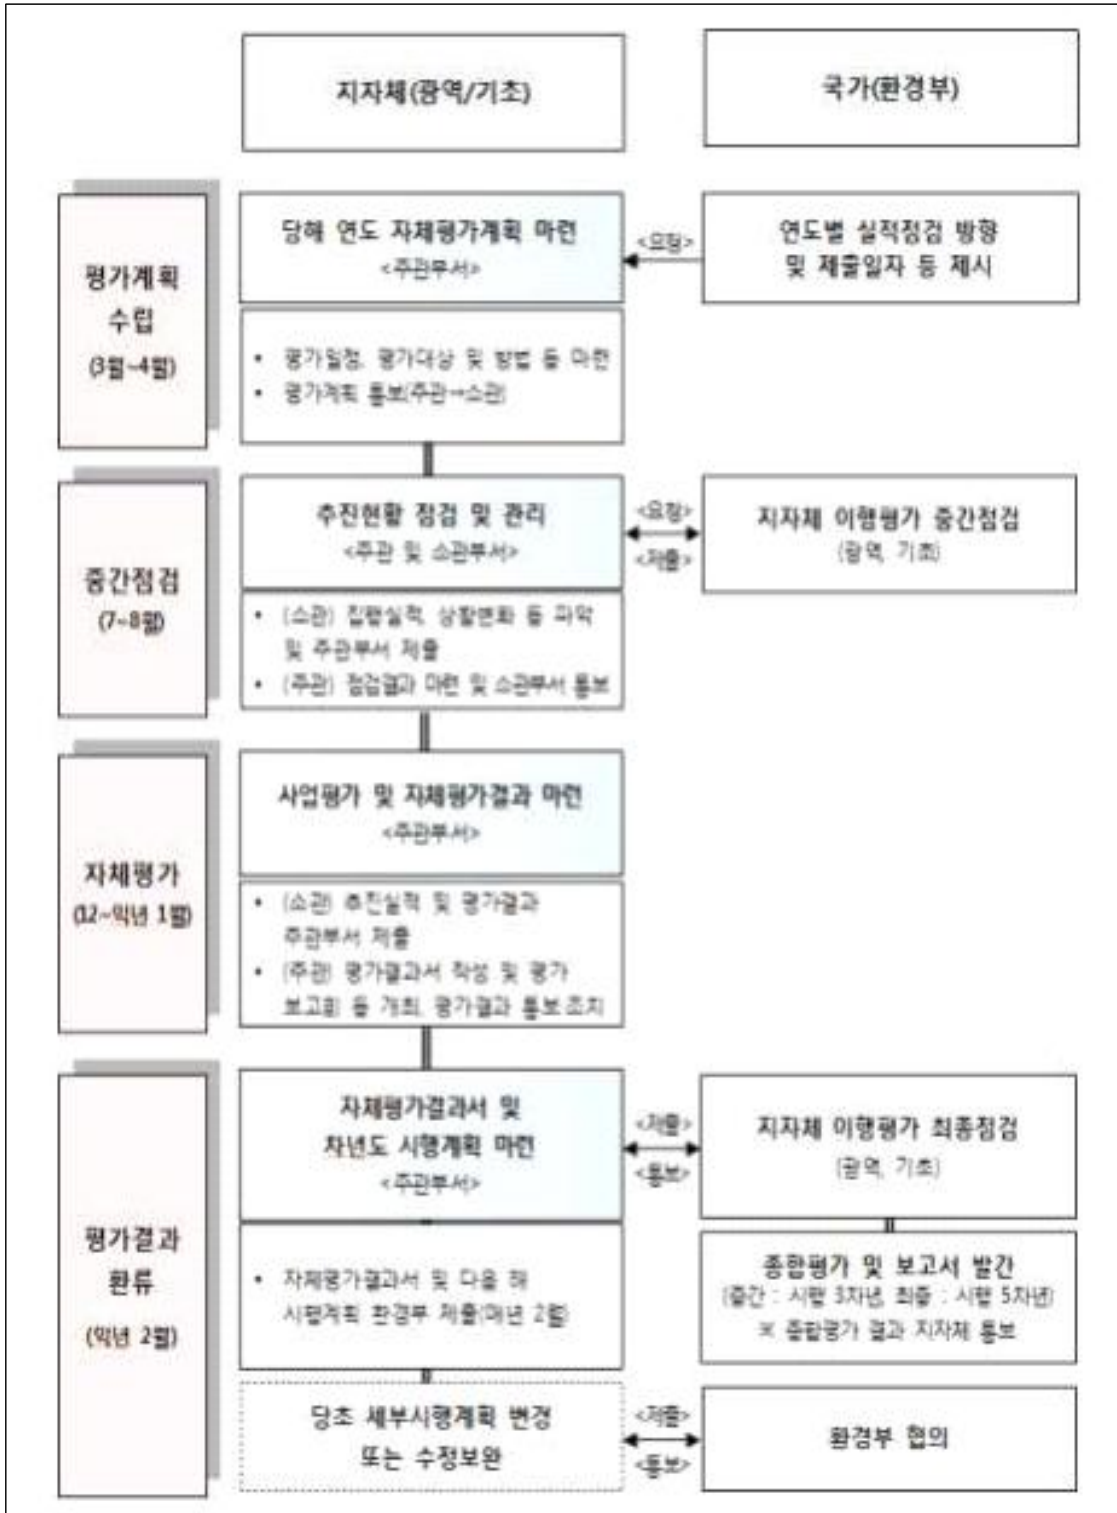 지자체(광역/기초)
국가(환경부)
평가계획
수립
(3월~4월)
당해 연도 자체평가계획 마련
<주관부서>
<요청>
연도별 실적점검 방향
및 제출일자 등 제시
• 평가일정, 평가대상 및 방법 등 마련
• 평가계획 통보(주관→소관)
중간점검
(7~8월)
추진현황 점검 및 관리
<주관 및 소관부서>
<요청>
<제출>
지자체 이행평가 중간점검
(광역, 기초)
• (소관) 집행실적, 상황변화 등 파악
및 주관부서 제출
• (주관) 점검결과 마련 및 소관부서 통보
자체평가
(12~익년 1월)
사업평가 및 자체평가결과 마련
<주관부서>
• (소관) 추진실적 및 평가결과
주관부서 제출
• (주관) 평가결과서 작성 및 평가
보고회 등 개최, 평가결과 통보·조치
평가결과
환류
(익년 2월)
자체평가결과서 및
차년도 시행계획 마련
<주관부서>
<제출>
<통보>
지자체 이행평가 최종점검
(광역, 기초)
• 자체평가결과서 및 다음 해
시행계획 환경부 제출(매년 2월)
종합평가 및 보고서 발간
(중간 : 시행 3차년, 최종 : 시행 5차년)
※ 종합평가 결과 지자체 통보
당초 세부시행계획 변경
또는 수정보완
<제출>
<통보>
환경부 협의